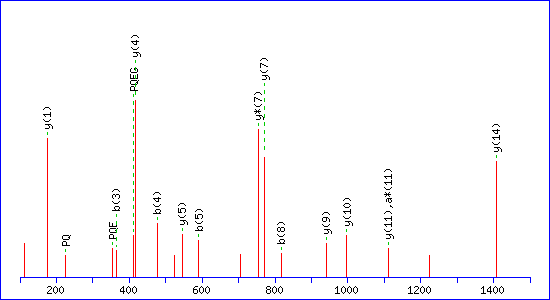 y(1)
PQ
PQE
b(3)
PQEG
y(4)
b(4)
y(5)
b(5)
y*(7)
y(7)
b(8)
y(9)
y(10)
y(11),a*(11)
y(14)
200 400 600 800 1000 1200 1400